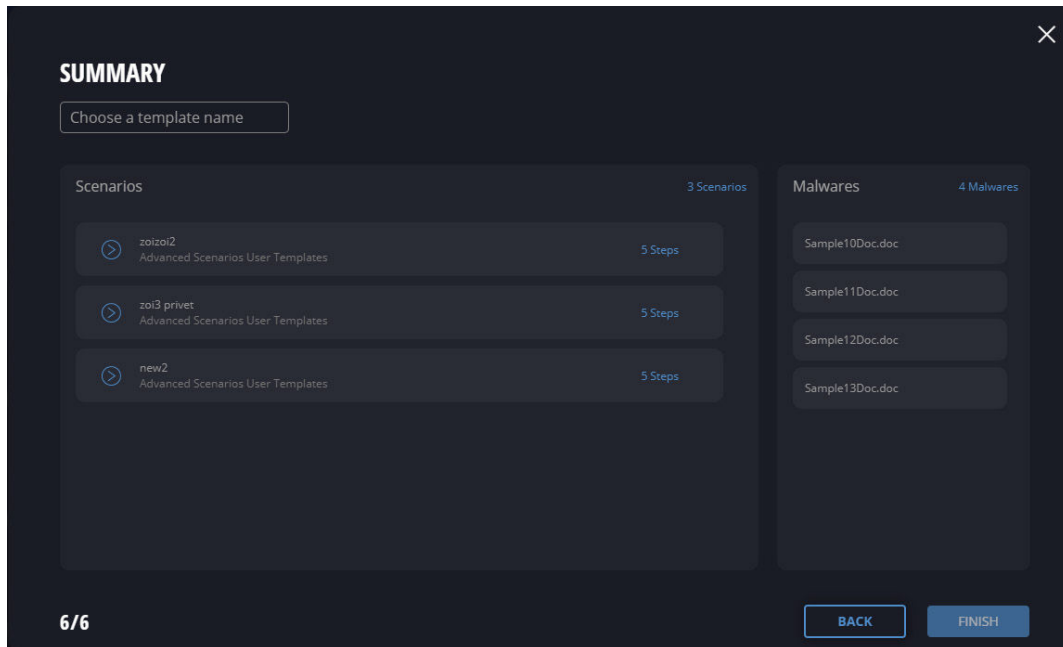 SUMMARY
Choose a template name
Scenarios
3 Scenarios
zoizoi2
Advanced Scenarios User Templates
5 Steps
zoi3 privet
Advanced Scenarios User Templates
5 Steps
new2
Advanced Scenarios User Templates
5 Steps
Malwares
4 Malwares
Sample10Doc.doc
Sample11Doc.doc
Sample12Doc.doc
Sample13Doc.doc
6/6
BACK
FINISH